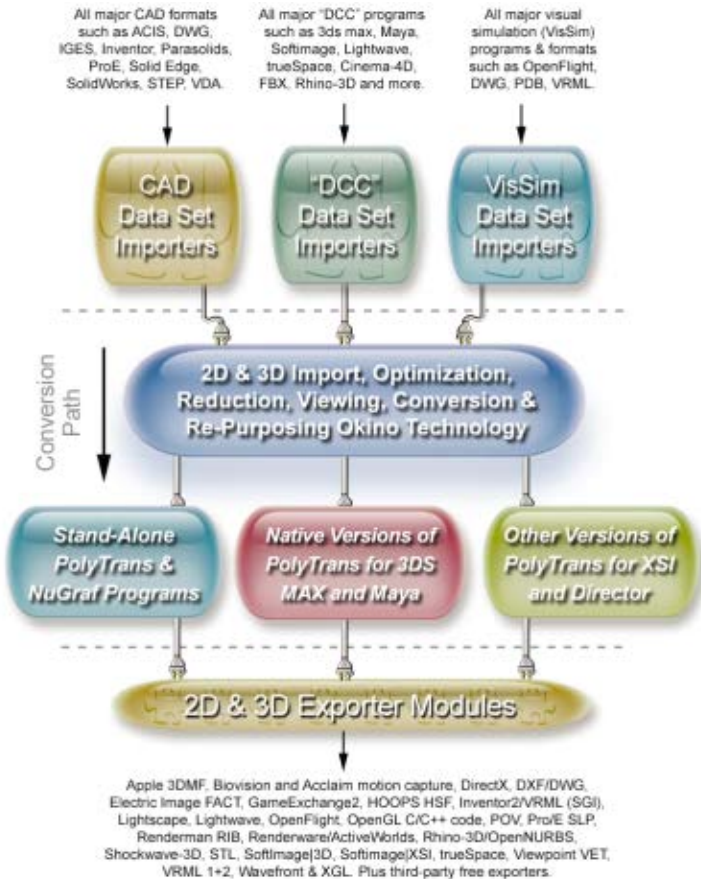 All major CAD formats
such as ACIS, DWG,
IGES, Inventor, Parasolids,
ProE, Solid Edge,
SolidWorks, STEP, VDA.
All major “DCC” programs
such as 3ds max, Maya,
Softimage, Lightwave,
trueSpace, Cinema-4D,
FBX, Rhino-3D and more.
All major visual
simulation (VisSim)
programs & formats
such as OpenFlight,
DWG, PDB, VRML.
CAD
Data Set
Importers
“DCC”
Data Set
Importers
VisSim
Data Set
Importers
Conversion
Path
2D & 3D Import, Optimization,
Reduction, Viewing, Conversion &
Re-Purposing Okino Technology
Stand-Alone
PolyTrans &
NuGraf Programs
Native Versions of
PolyTrans for 3DS
MAX and Maya
Other Versions of
PolyTrans for XSI
and Director
2D & 3D Exporter Modules
Apple 3DMF, Biovision and Acclaim motion capture, DirectX, DXF/DWG,
Electric Image FACT, GameExchange2, HOOPS HSF, Inventor2/VRML (SGI),
Lightscape, Lightwave, OpenFlight, OpenGL C/C++ code, POV, Pro/E SLP,
Renderman RIB, Renderware/ActiveWorlds, Rhino-3D/OpenNURBS,
Shockwave-3D, STL, SoftImage|3D, Softimage|XSI, trueSpace, Viewpoint VET,
VRML 1+2, Wavefront & XGL. Plus third-party free exporters.